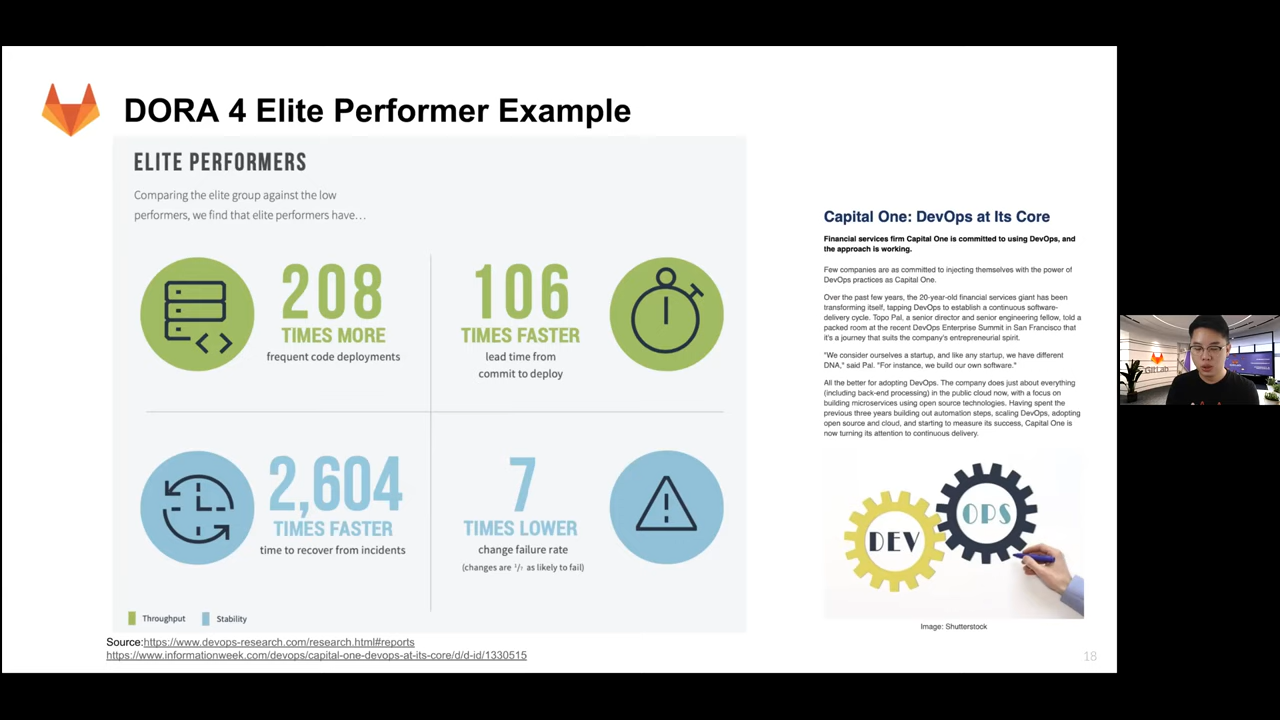 DORA 4 Elite Performer Example
ELITE PERFORMERS
Comparing the elite group against the low
performers, we find that elite performers have…
208
TIMES MORE
frequent code deployments
106
TIMES FASTER
lead time from
commit to deploy
2,604
TIMES FASTER
time to recover from incidents
7
TIMES LOWER
change failure rate
(changes are 1/7 as likely to fail)
Throughput
Stability
Source:https://www.devops-research.com/research.html#reports
https://www.informationweek.com/devops/capital-one-devops-at-its-core/d/d-id/1330515
Capital One: DevOps at Its Core
Financial services firm Capital One is committed to using DevOps, and
the approach is working.
Few companies are as committed to injecting themselves with the power of
DevOps practices as Capital One.
Over the past few years, the 20-year-old financial services giant has been
transforming itself, tapping DevOps to establish a continuous software-
delivery cycle. Topo Pal, a senior director and senior engineering fellow, told a
packed room at the recent DevOps Enterprise Summit in San Francisco that
it's a journey that suits the company's entrepreneurial spirit.
"We consider ourselves a startup, and like any startup, we have different
DNA," said Pal. "For instance, we build our own software."
All the better for adopting DevOps. The company does just about everything
(including back-end processing) in the public cloud now, with a focus on
building microservices using open source technologies. Having spent the
previous three years building out automation steps, scaling DevOps, adopting
open source and cloud, and starting to measure its success, Capital One is
now turning its attention to continuous delivery.
DEV
OPS
Image: Shutterstock
18
GitLab